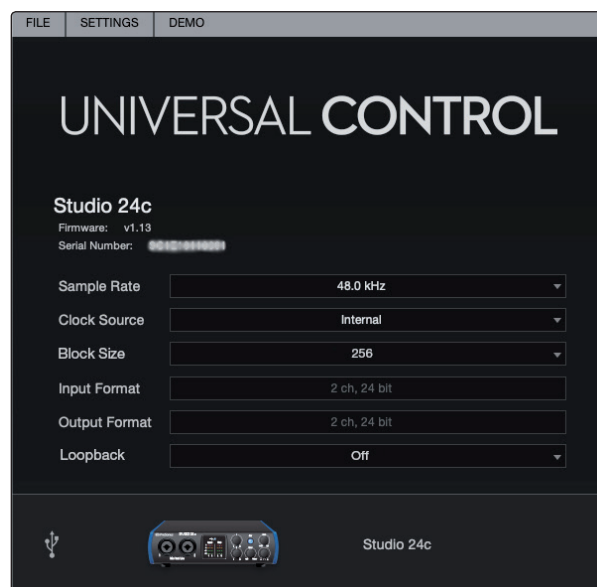 FILE SETTINGS DEMO
UNIVERSAL CONTROL
Studio 24c
Firmware: v1.13
Serial Number:
Sample Rate 48.0 kHz
Clock Source Internal
Block Size 256
Input Format 2 ch, 24 bit
Output Format 2 ch, 24 bit
Loopback Off
Studio 24c